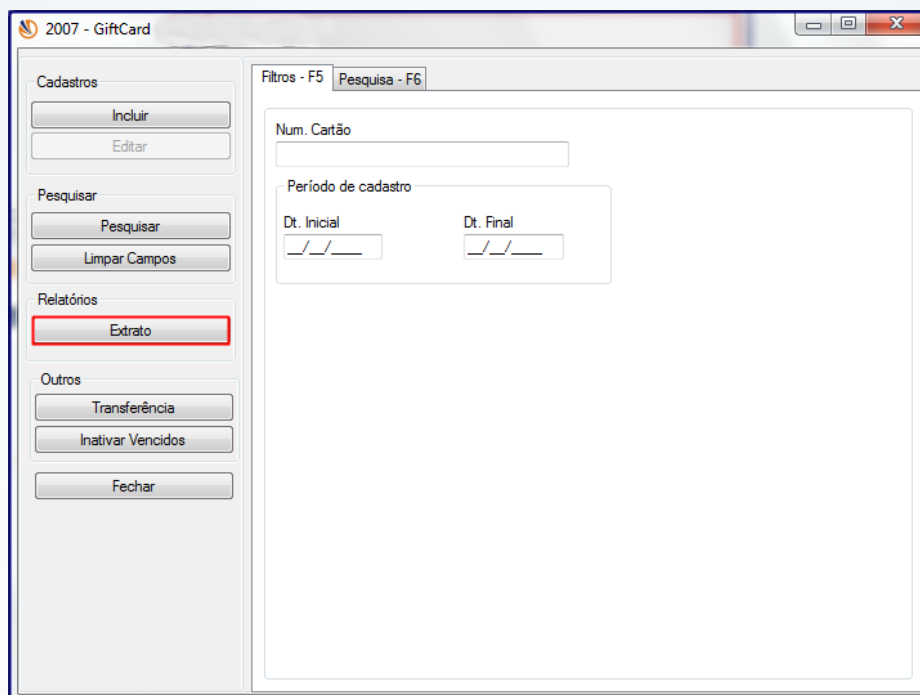 2007 - GiftCard
Cadastros
Incluir
Editar
Pesquisar
Pesquisar
Limpar Campos
Relatórios
Extrato
Outros
Transferência
Inativar Vencidos
Fechar
Filtros - F5
Pesquisa - F6
Num. Cartão
Período de cadastro
Dt. Inicial
Dt. Final
__/__/____
__/__/____